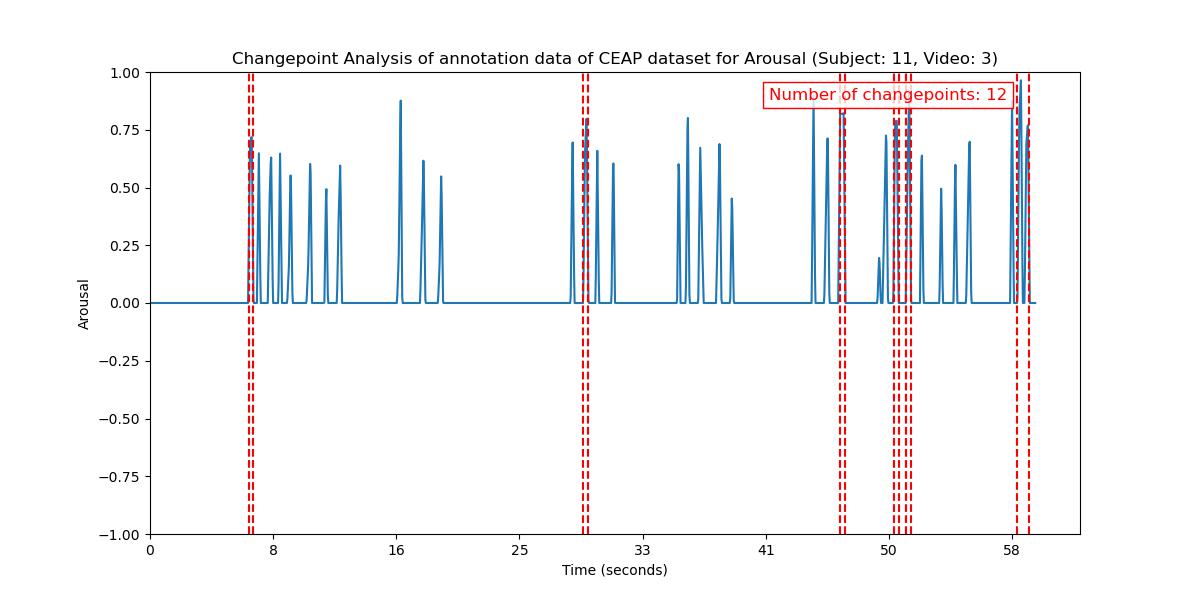 Changepoint Analysis of annotation data of CEAP dataset for Arousal (Subject: 11, Video: 3)
Number of changepoints: 12
1.00
0.75
0.50
0.25
0.00
−0.25
−0.50
−0.75
−1.00
Arousal
0 8 16 25 33 41 50 58
Time (seconds)